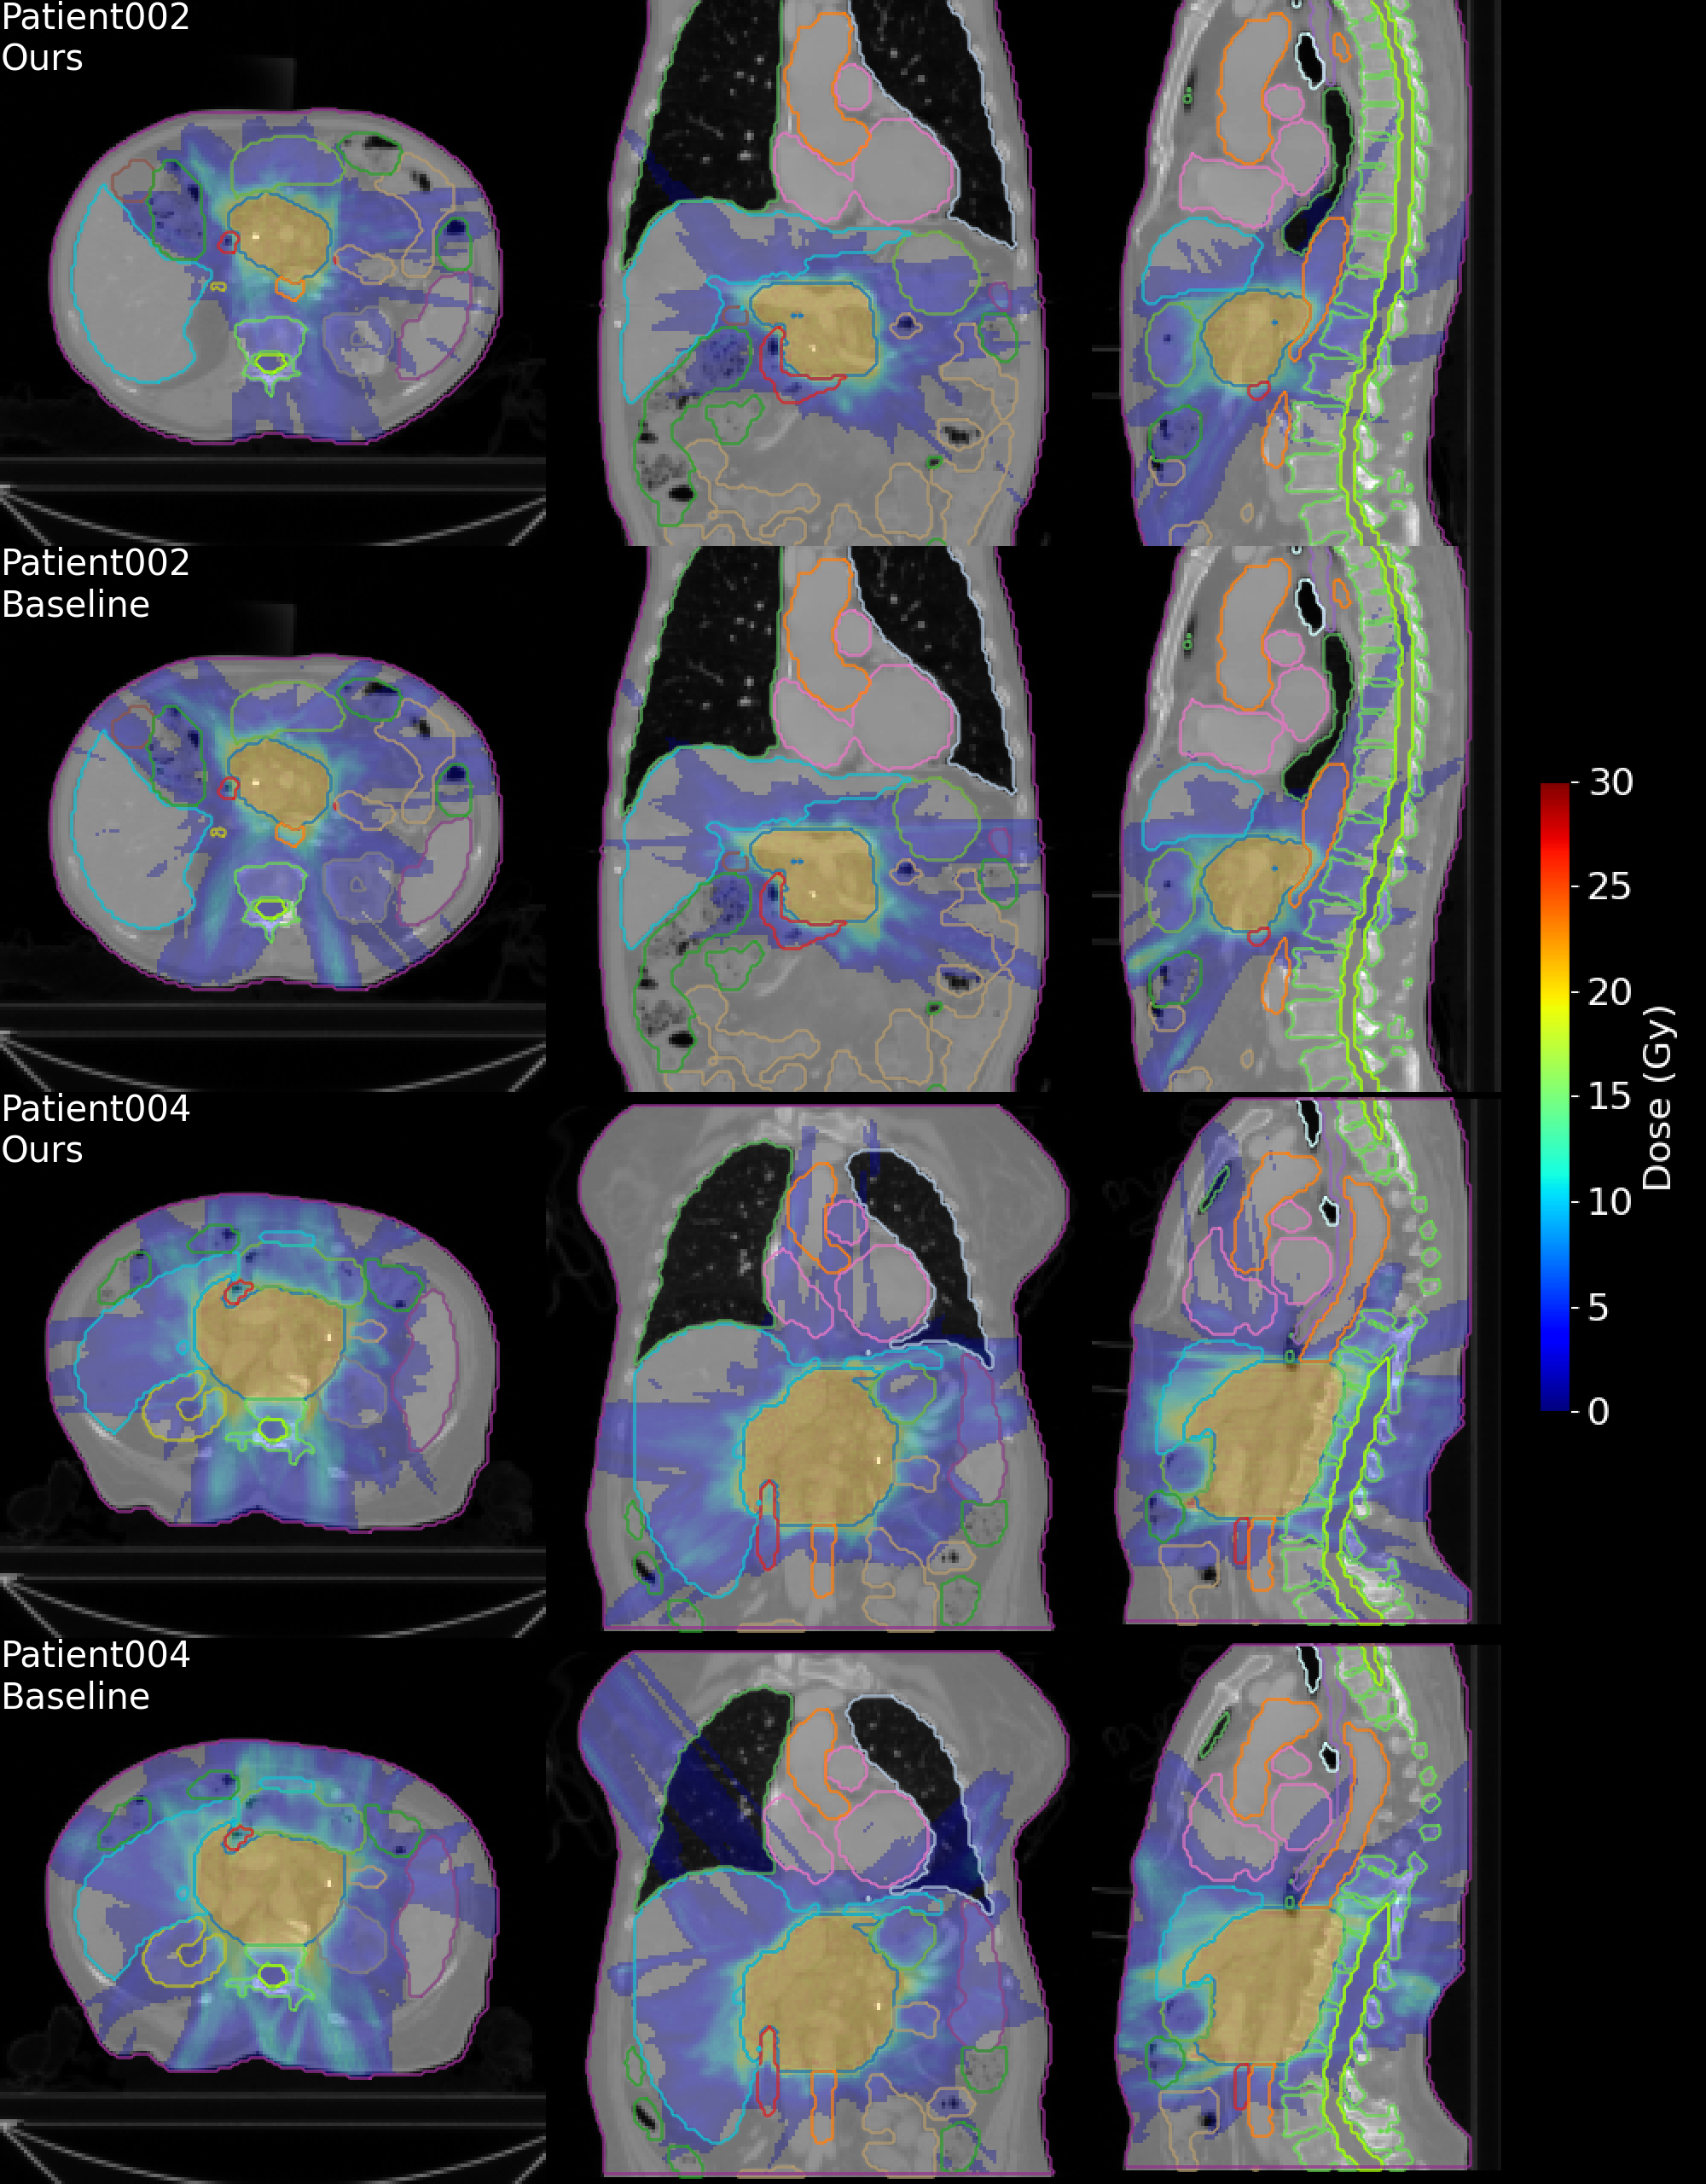 Patient002
Ours
Patient002
Baseline
Patient004
Ours
Patient004
Baseline
30
25
20
15
10
5
0
Dose (Gy)